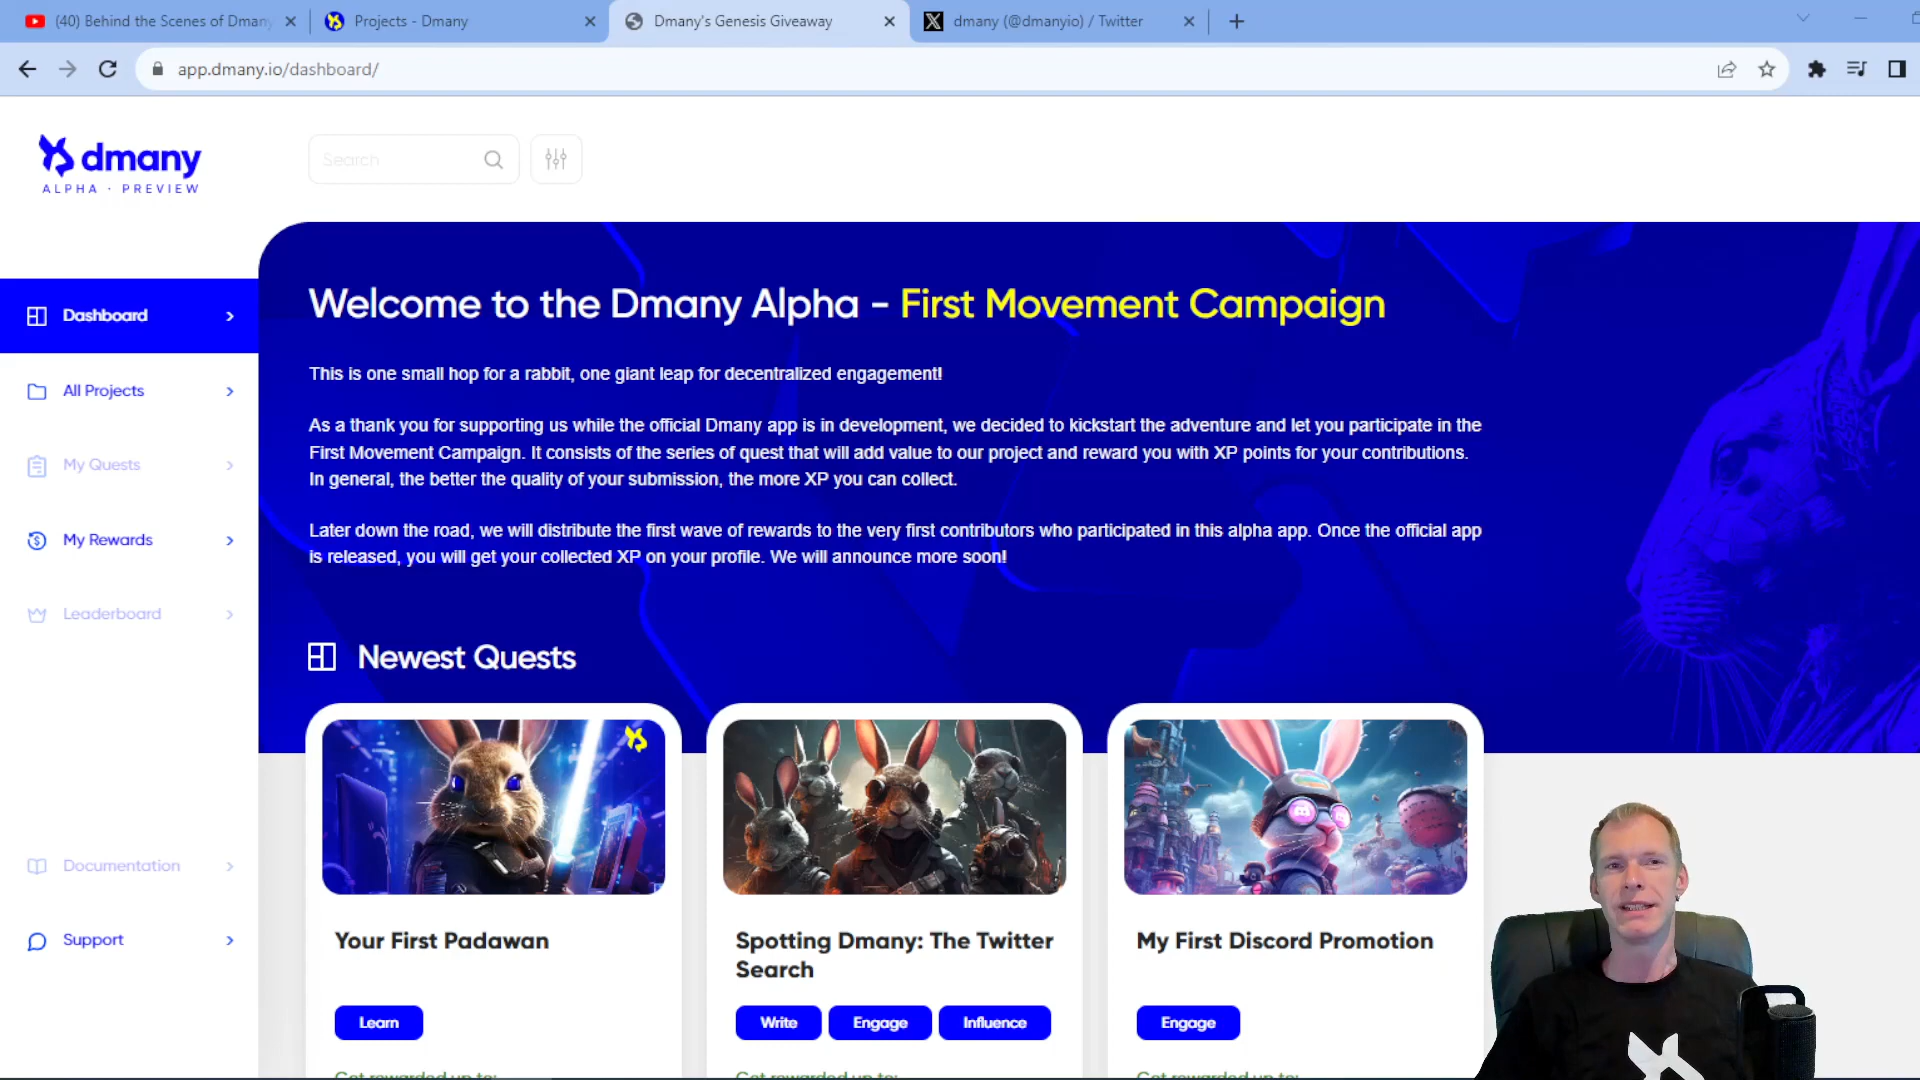 (40) Behind the Scenes of Dmany
Projects - Dmany
Dmany's Genesis Giveaway
dmany (@dmanyio) / Twitter
app.dmany.io/dashboard/
dmany
ALPHA · PREVIEW
Search
Dashboard
All Projects
My Quests
My Rewards
Leaderboard
Documentation
Support
Welcome to the Dmany Alpha - First Movement Campaign
This is one small hop for a rabbit, one giant leap for decentralized engagement!
As a thank you for supporting us while the official Dmany app is in development, we decided to kickstart the adventure and let you participate in the
First Movement Campaign. It consists of the series of quest that will add value to our project and reward you with XP points for your contributions.
In general, the better the quality of your submission, the more XP you can collect.
Later down the road, we will distribute the first wave of rewards to the very first contributors who participated in this alpha app. Once the official app
is released, you will get your collected XP on your profile. We will announce more soon!
Newest Quests
Your First Padawan
Learn
Get rewarded up to:
Spotting Dmany: The Twitter
Search
Write
Engage
Influence
Get rewarded up to:
My First Discord Promotion
Engage
Get rewarded up to: